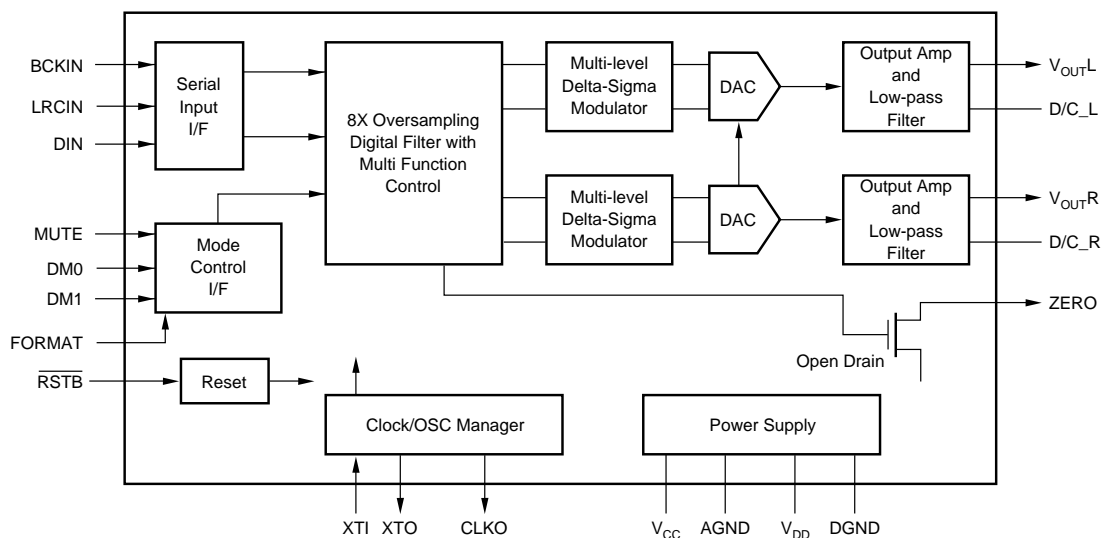 BCKIN
LRCIN
DIN
Serial
Input
I/F
MUTE
DM0
DM1
FORMAT
Mode
Control
I/F
RSTB
Reset
8X Oversampling
Digital Filter with
Multi Function
Control
Multi-level
Delta-Sigma
Modulator
DAC
Output Amp
and
Low-pass
Filter
VOUTL
D/C_L
Multi-level
Delta-Sigma
Modulator
DAC
Output Amp
and
Low-pass
Filter
VOUTR
D/C_R
ZERO
Open Drain
Clock/OSC Manager
XTI
XTO
CLKO
Power Supply
VCC
AGND
VDD
DGND